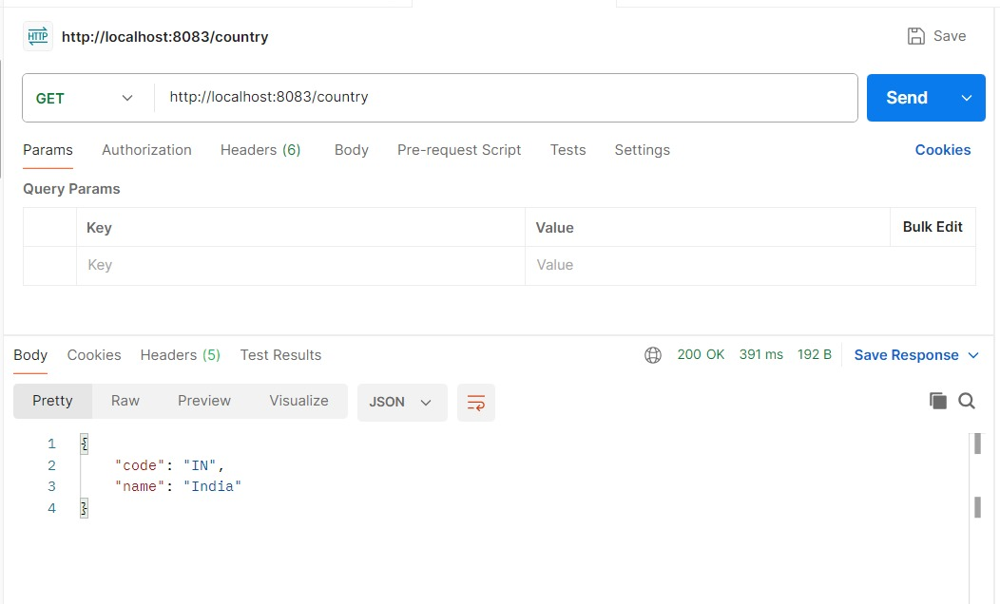 HTTP http://localhost:8083/country Save
GET http://localhost:8083/country Send
Params Authorization Headers (6) Body Pre-request Script Tests Settings Cookies
Query Params
Key Value Bulk Edit
Key Value
Body Cookies Headers (5) Test Results 200 OK 391 ms 192 B Save Response
Pretty Raw Preview Visualize JSON
1 {
2 "code": "IN",
3 "name": "India"
4 }